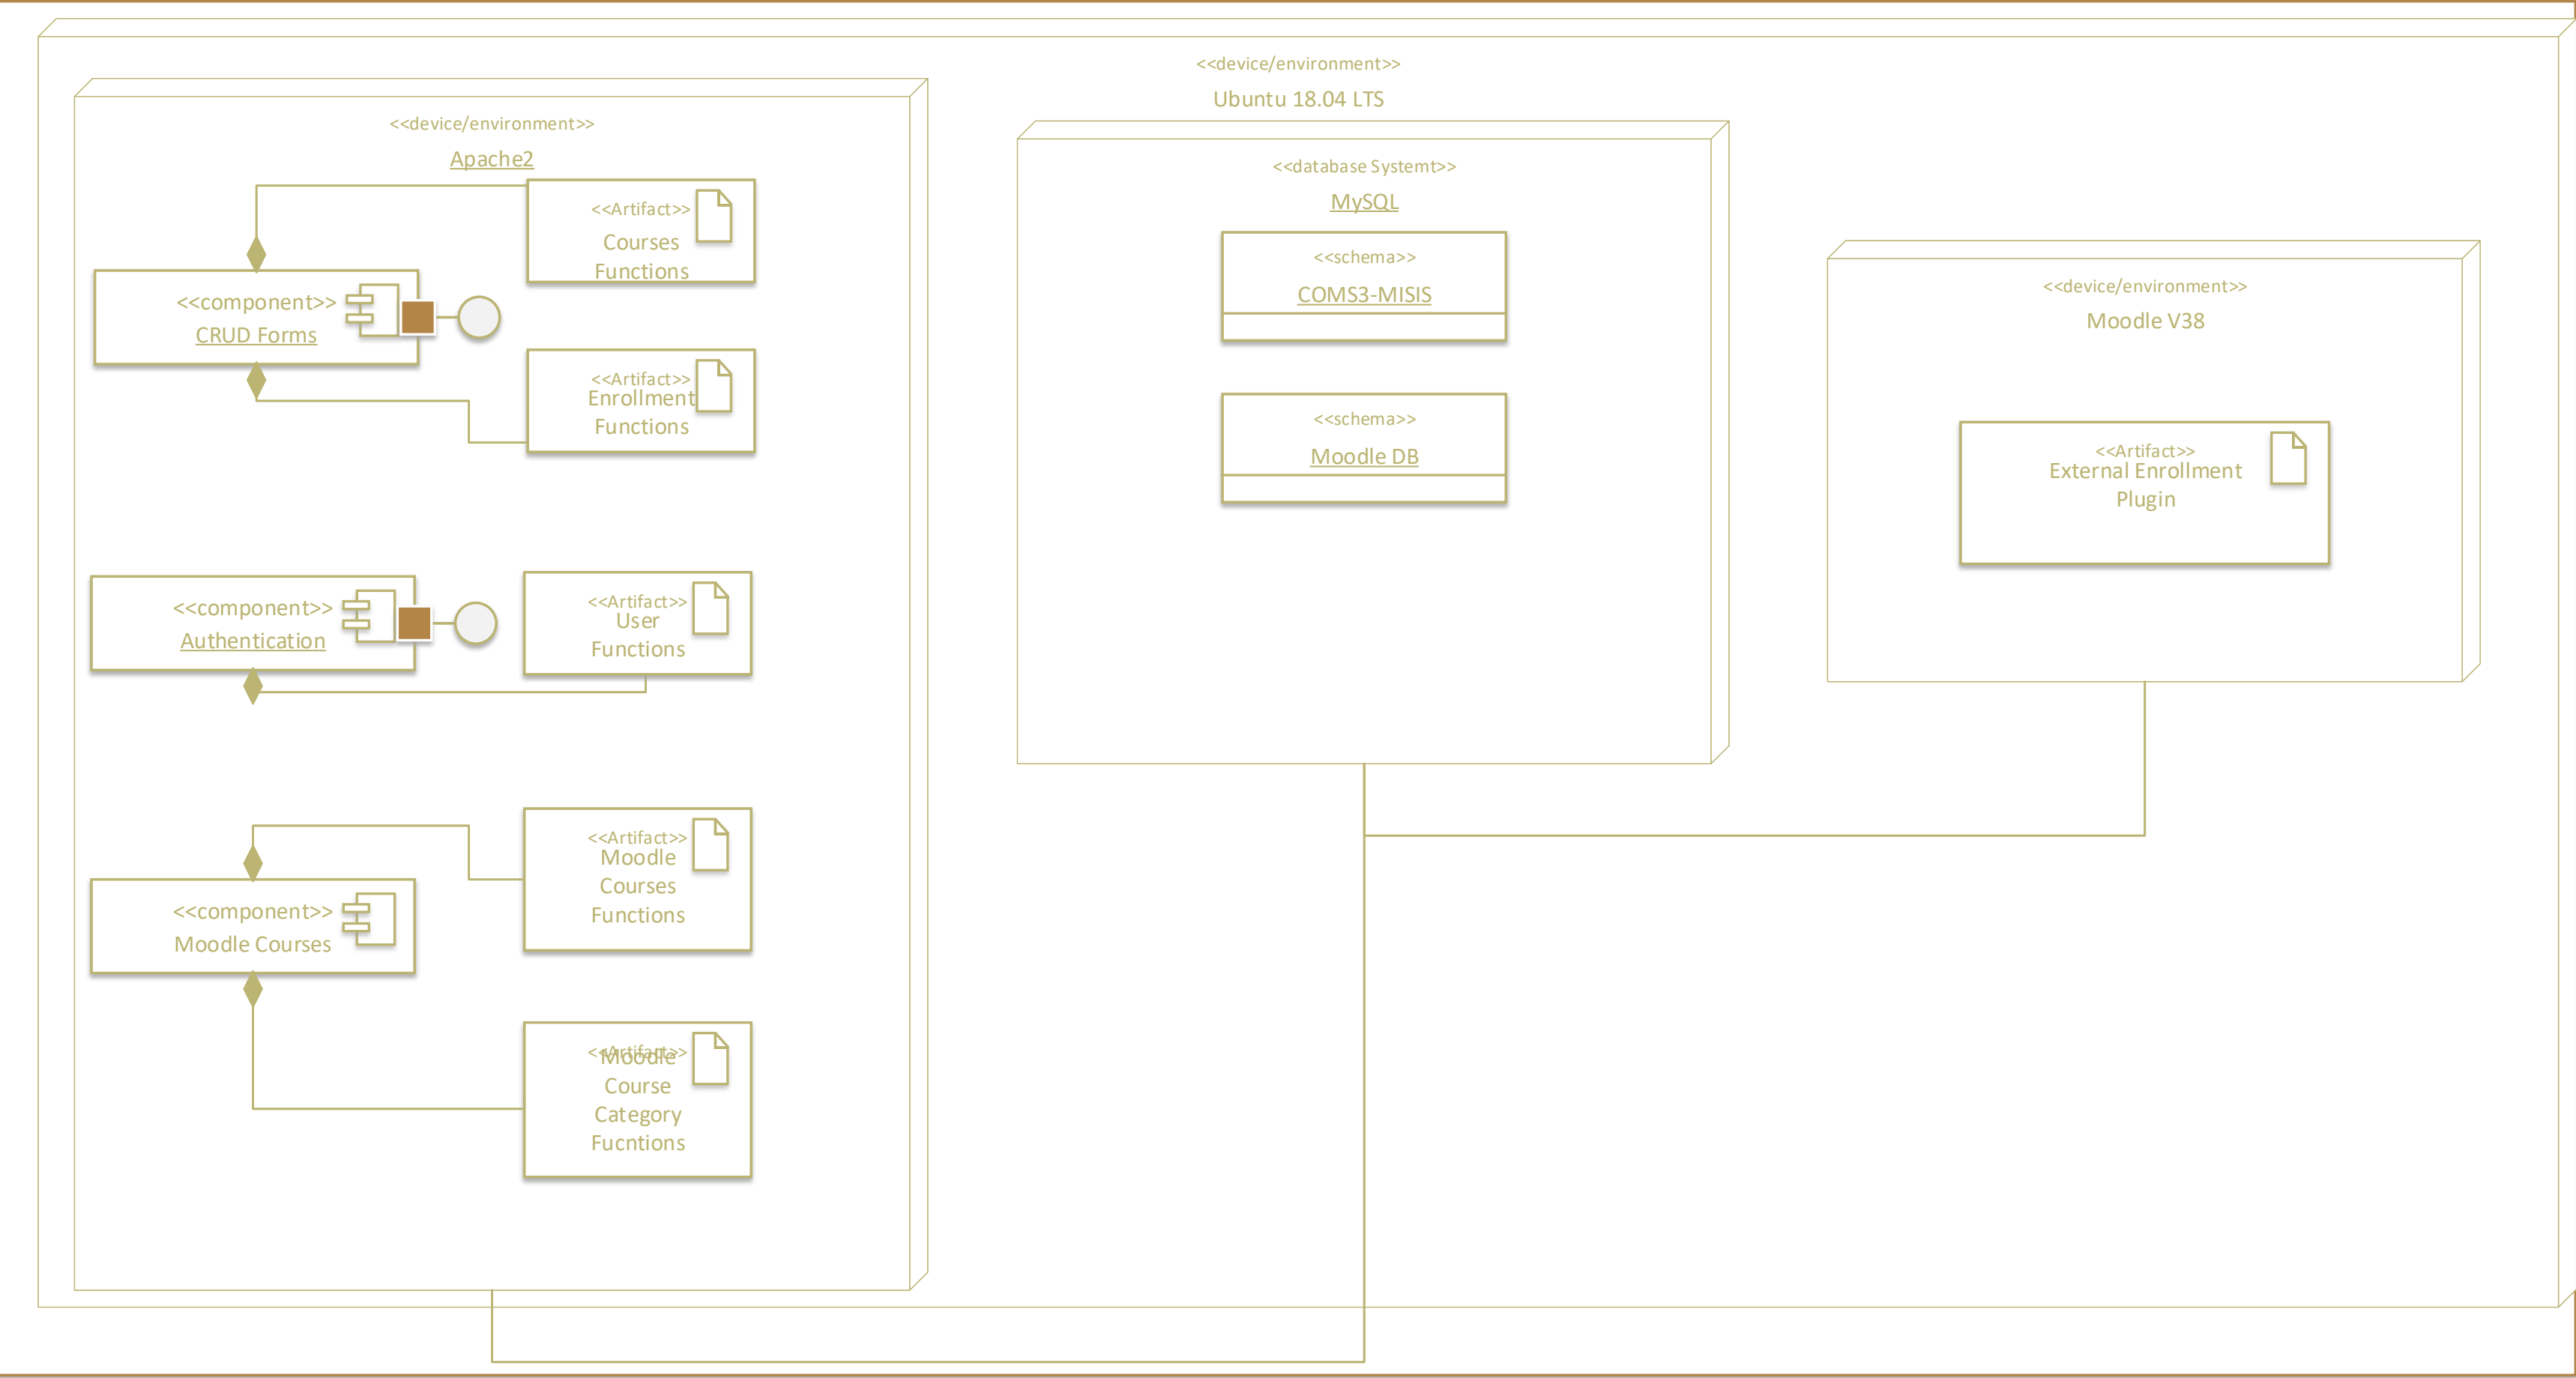 <<device/environment>>
Ubuntu 18.04 LTS
<<device/environment>>
Apache2
<<Artifact>>
Courses
Functions
<<component>>
CRUD Forms
<<Artifact>>
Enrollment
Functions
<<component>>
Authentication
<<Artifact>>
User
Functions
<<Artifact>>
Moodle
Courses
Functions
<<component>>
Moodle Courses
<<Artifact>>
Moodle
Course
Category
Fucntions
<<database Systemt>>
MySQL
<<schema>>
COMS3-MISIS
<<schema>>
Moodle DB
<<device/environment>>
Moodle V38
<<Artifact>>
External Enrollment
Plugin